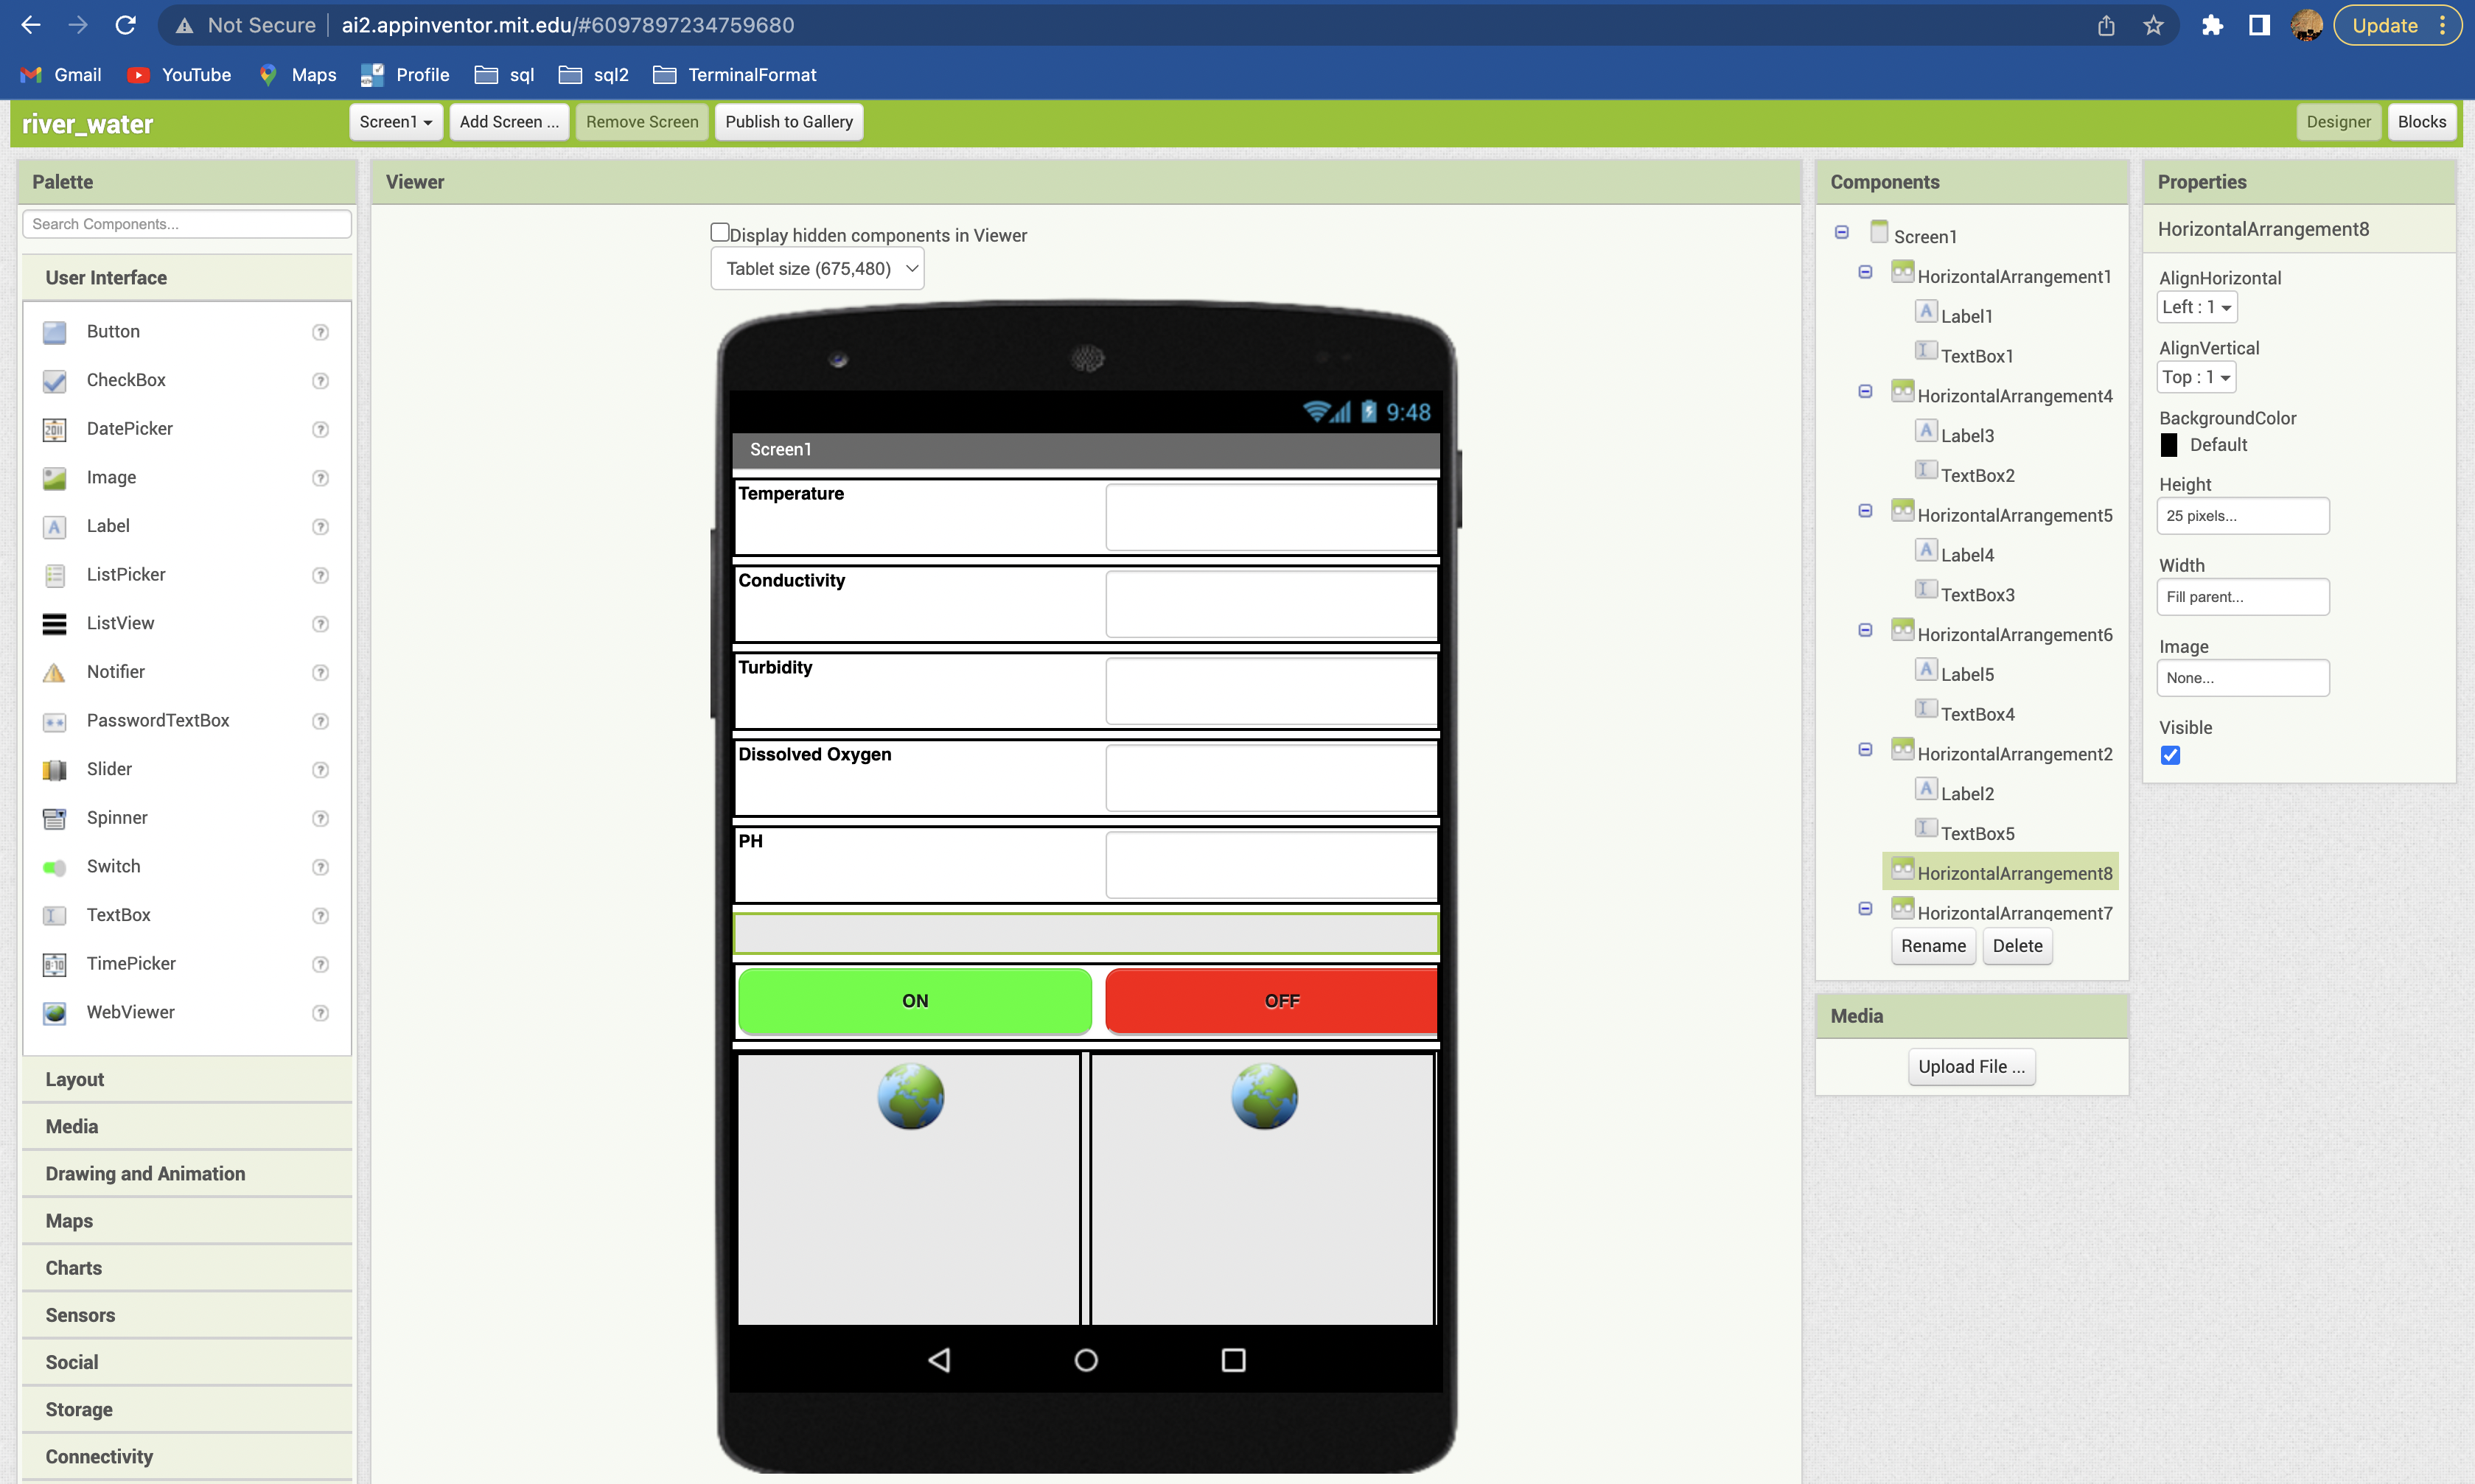 Not Secure ai2.appinventor.mit.edu/#6097897234759680 Update
Gmail YouTube Maps Profile sql sql2 TerminalFormat
river_water Screen1 Add Screen ... Remove Screen Publish to Gallery Designer Blocks
Palette
Search Components...
User Interface
Button
CheckBox
2011 DatePicker
Image
A Label
ListPicker
ListView
Notifier
PasswordTextBox
Slider
Spinner
Switch
TextBox
8:10 TimePicker
WebViewer
Layout
Media
Drawing and Animation
Maps
Charts
Sensors
Social
Storage
Connectivity
Viewer
Display hidden components in Viewer
Tablet size (675,480)
9:48
Screen1
Temperature
Conductivity
Turbidity
Dissolved Oxygen
PH
ON OFF
Components
Screen1
HorizontalArrangement1
A Label1
TextBox1
HorizontalArrangement4
A Label3
TextBox2
HorizontalArrangement5
A Label4
TextBox3
HorizontalArrangement6
A Label5
TextBox4
HorizontalArrangement2
A Label2
TextBox5
HorizontalArrangement8
HorizontalArrangement7
Rename Delete
Media
Upload File ...
Properties
HorizontalArrangement8
AlignHorizontal
Left : 1
AlignVertical
Top : 1
BackgroundColor
Default
Height
25 pixels...
Width
Fill parent...
Image
None...
Visible